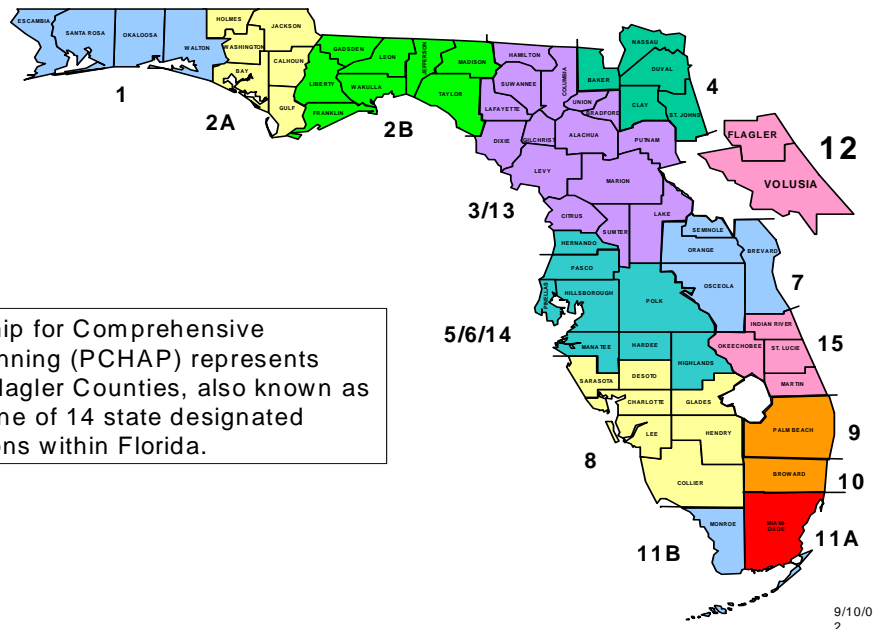 ESCAMBIA
SANTA ROSA
OKALOOSA
WALTON
HOLMES
JACKSON
WASHINGTON
BAY
CALHOUN
GULF
GADSDEN
LIBERTY
FRANKLIN
LEON
WAKULLA
JEFFERSON
MADISON
TAYLOR
HAMILTON
SUWANNEE
COLUMBIA
LAFAYETTE
UNION
BRADFORD
DIXIE
GILCHRIST
ALACHUA
PUTNAM
LEVY
MARION
CITRUS
SUMTER
LAKE
NASSAU
BAKER
DUVAL
CLAY
ST. JOHNS
1
2A
2B
4
FLAGLER
VOLUSIA
12
3/13
HERNANDO
PASCO
PINELLAS
HILLSBOROUGH
POLK
MANATEE
HARDEE
HIGHLANDS
5/6/14
SEMINOLE
ORANGE
OSCEOLA
BREVARD
7
INDIAN RIVER
OKEECHOBEE
ST. LUCIE
MARTIN
15
hip for Comprehensive
nning (PCHAP) represents
lagler Counties, also known as
ne of 14 state designated
ons within Florida.
SARASOTA
DESOTO
CHARLOTTE
GLADES
LEE
HENDRY
COLLIER
8
PALM BEACH
9
BROWARD
10
MONROE
11B
MIAMI-
DADE
11A
9/10/0
2